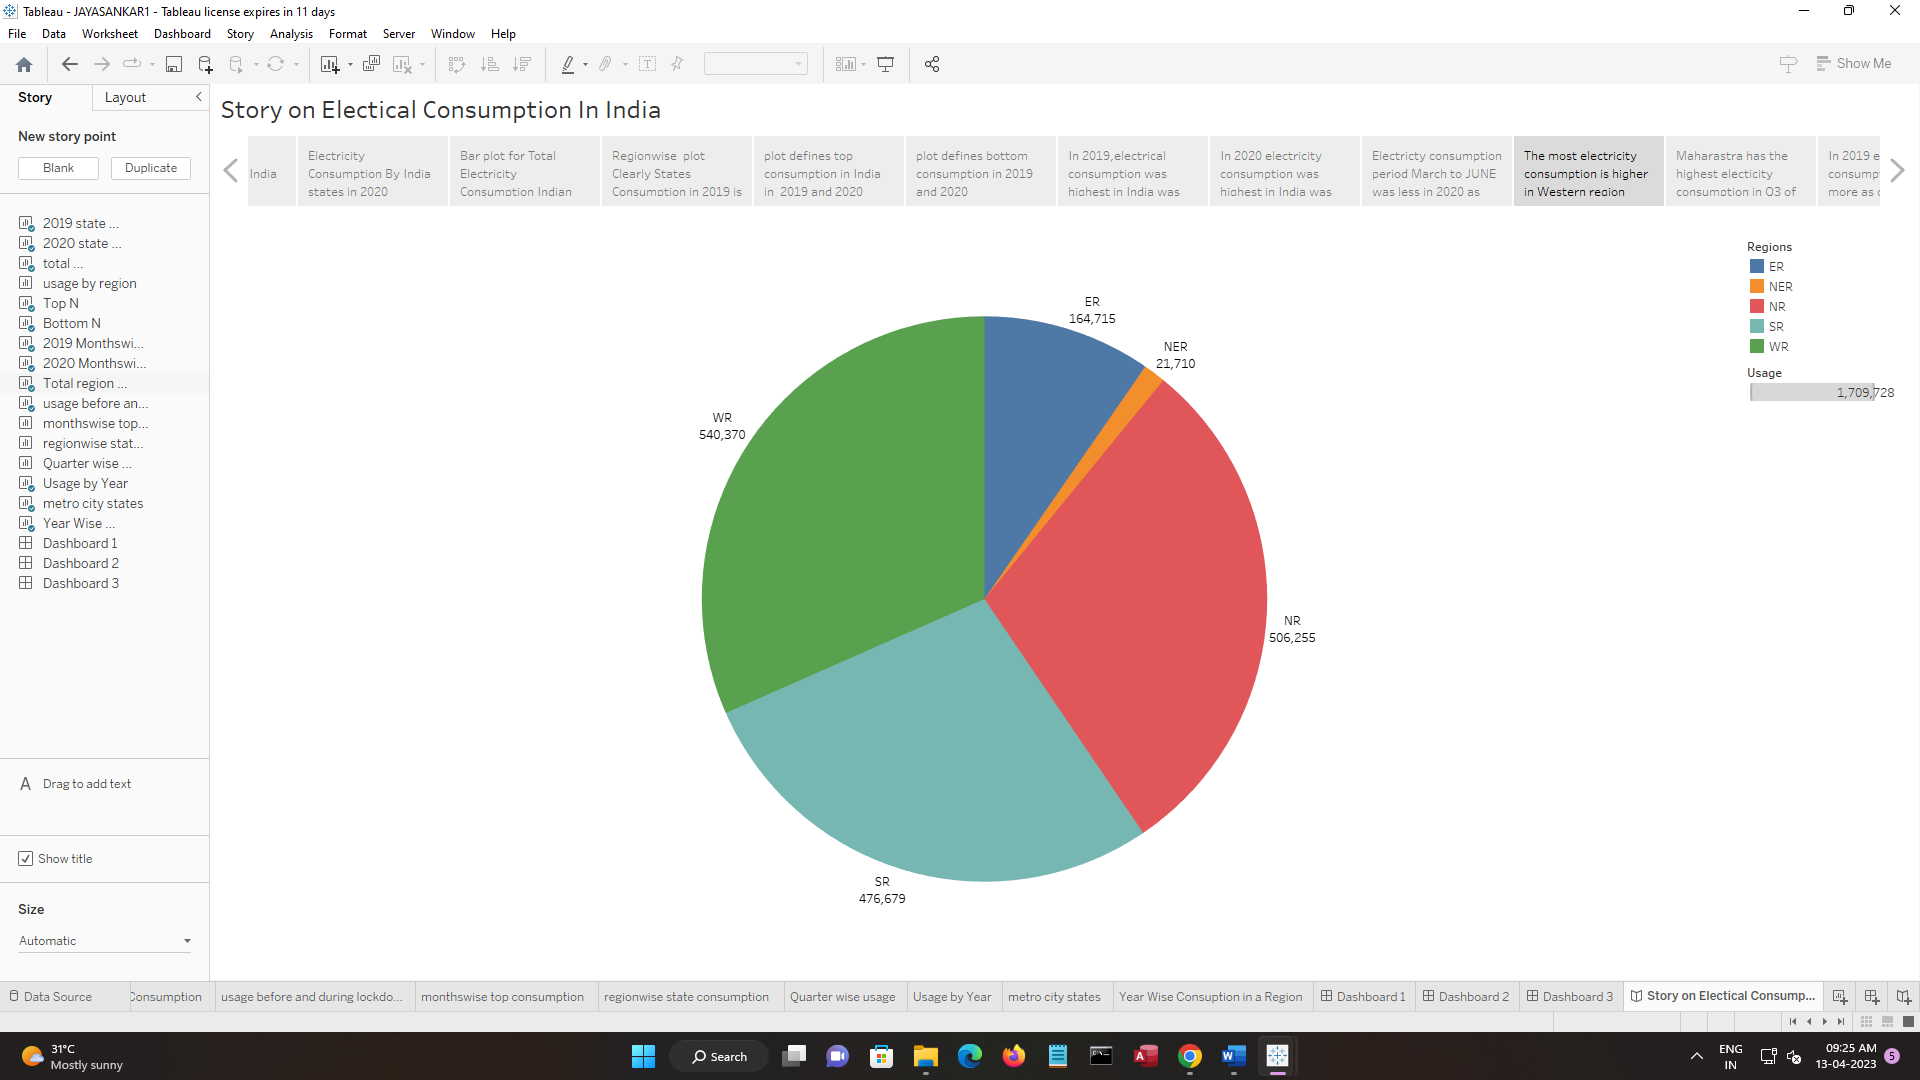 Tableau - JAYASANKAR1 - Tableau license expires in 11 days
File Data Worksheet Dashboard Story Analysis Format Server Window Help
Show Me
Story Layout
New story point
Blank Duplicate
2019 state ...
2020 state ...
total ...
usage by region
Top N
Bottom N
2019 Monthswi...
2020 Monthswi...
Total region ...
usage before an...
monthswise top...
regionwise stat...
Quarter wise ...
Usage by Year
metro city states
Year Wise ...
Dashboard 1
Dashboard 2
Dashboard 3
A Drag to add text
Show title
Size
Automatic
Story on Electical Consumption In India
India
Electricity
Consumption By India
states in 2020
Bar plot for Total
Electricity
Consumption Indian
Regionwise plot
Clearly States
Consumption in 2019 is
plot defines top
consumption in India
in 2019 and 2020
plot defines bottom
consumption in 2019
and 2020
In 2019,electrical
consumption was
highest in India was
In 2020 electricity
consumption was
highest in India was
Electricty consumption
period March to JUNE
was less in 2020 as
The most electricity
consumption is higher
in Western region
Maharastra has the
highest electicity
consumption in Q3 of
In 2019 e
consump
more as c
ER
164,715
NER
21,710
WR
540,370
NR
506,255
SR
476,679
Regions
ER
NER
NR
SR
WR
Usage
1,709,728
Data Source Consumption usage before and during lockdo... monthswise top consumption regionwise state consumption Quarter wise usage Usage by Year metro city states Year Wise Consuption in a Region Dashboard 1 Dashboard 2 Dashboard 3 Story on Electical Consump...
31°C
Mostly sunny
Search
ENG
IN
09:25 AM
13-04-2023
5